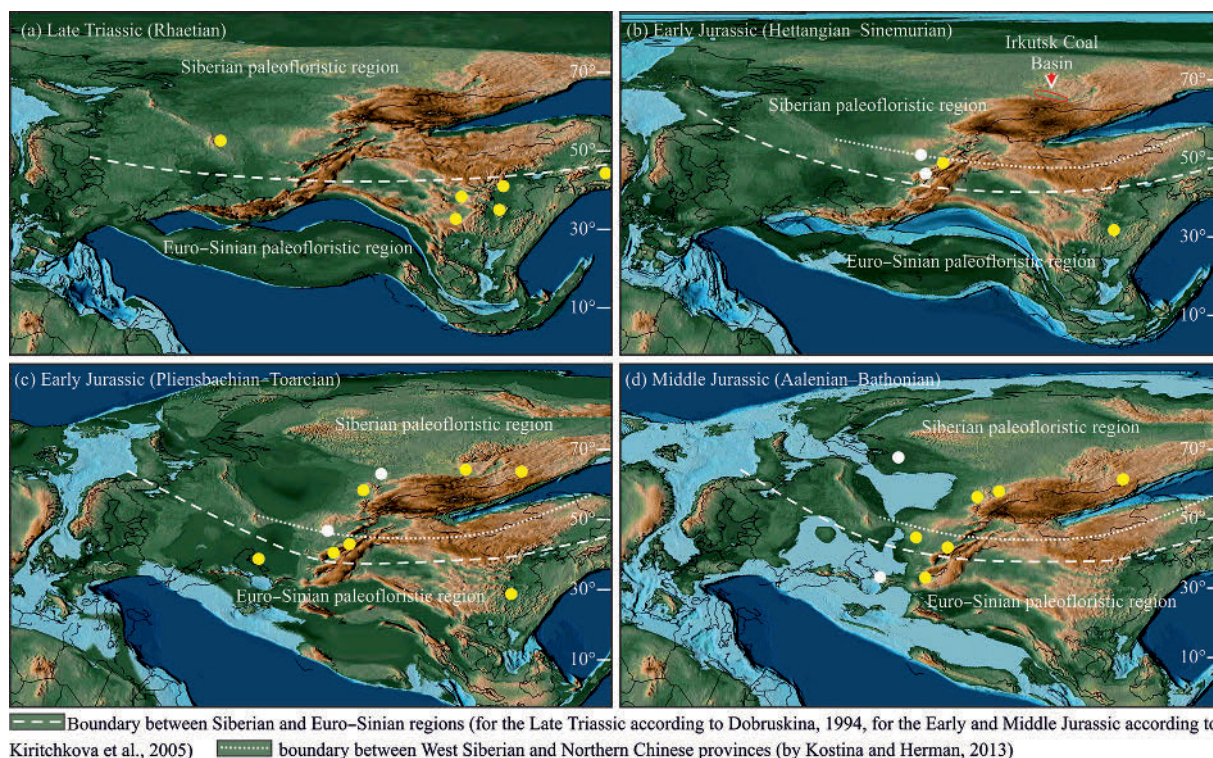 (a) Late Triassic (Rhaetian)
Siberian paleofloristic region
70°
50°
30°
Euro–Sinian paleofloristic region
10°
(b) Early Jurassic (Hettangian–Sinemurian)
Irkutsk Coal
Basin
70°
Siberian paleofloristic region
50°
30°
Euro–Sinian paleofloristic region
10°
(c) Early Jurassic (Pliensbachian–Toarcian)
Siberian paleofloristic region
70°
50°
30°
Euro–Sinian paleofloristic region
10°
(d) Middle Jurassic (Aalenian–Bathonian)
Siberian paleofloristic region
70°
50°
30°
Euro–Sinian paleofloristic region
10°
Boundary between Siberian and Euro–Sinian regions (for the Late Triassic according to Dobruskina, 1994, for the Early and Middle Jurassic according to
Kiritchkova et al., 2005) boundary between West Siberian and Northern Chinese provinces (by Kostina and Herman, 2013)